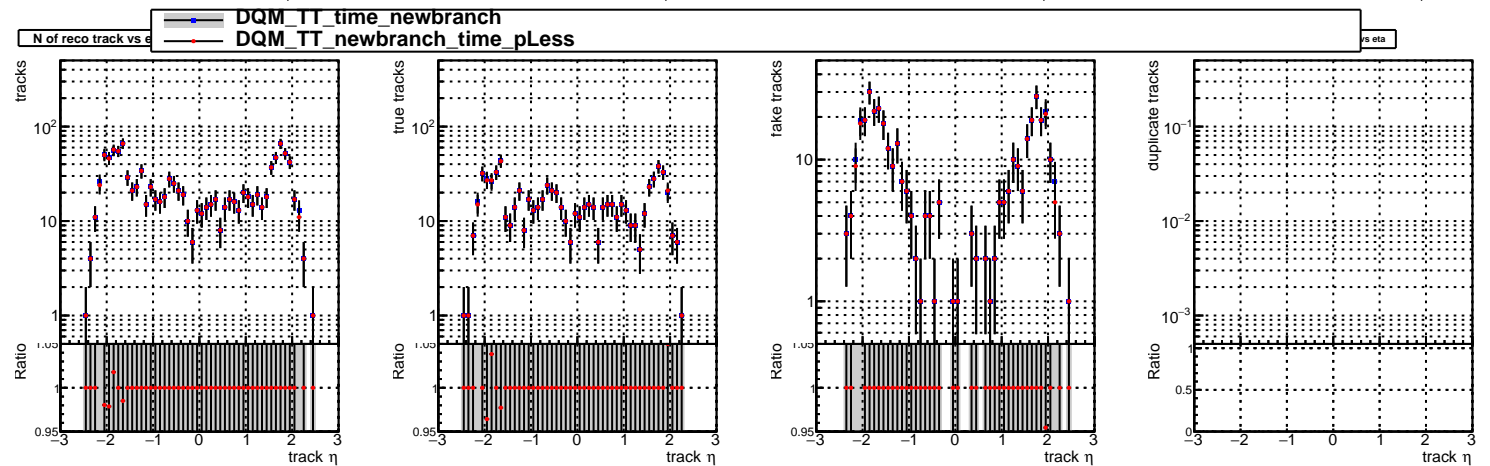 DQM_TT_time_newbranch
DQM_TT_newbranch_time_pLess
N of reco track vs e
vs eta
tracks
10²
10
1
Ratio
1.05
1
0.95
−3 −2 −1 0 1 2 3
track η
true tracks
10²
10
1
Ratio
1.05
1
0.95
−3 −2 −1 0 1 2 3
track η
fake tracks
10
1
Ratio
1.05
1
0.95
−3 −2 −1 0 1 2 3
track η
duplicate tracks
10⁻¹
10⁻²
10⁻³
Ratio
1
0.5
0
−3 −2 −1 0 1 2 3
track η